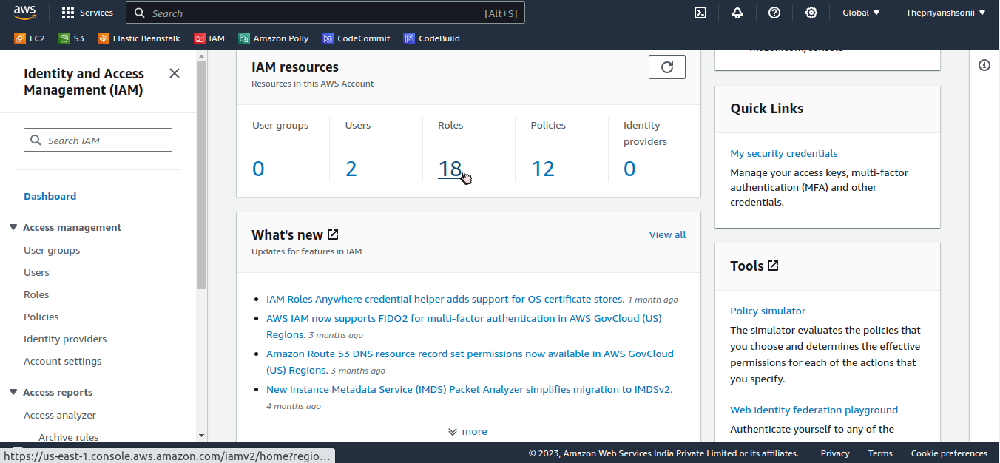 aws
Services
Search
[Alt+S]
Global
Thepriyanshsonii
EC2
S3
Elastic Beanstalk
IAM
Amazon Polly
CodeCommit
CodeBuild
Identity and Access
Management (IAM)
Search IAM
Dashboard
Access management
User groups
Users
Roles
Policies
Identity providers
Account settings
Access reports
Access analyzer
Archive rules
IAM resources
Resources in this AWS Account
User groups
0
Users
2
Roles
18
Policies
12
Identity
providers
0
What's new
View all
Updates for features in IAM
IAM Roles Anywhere credential helper adds support for OS certificate stores. 1 month ago
AWS IAM now supports FIDO2 for multi-factor authentication in AWS GovCloud (US)
Regions. 3 months ago
Amazon Route 53 DNS resource record set permissions now available in AWS GovCloud
(US) Regions. 3 months ago
New Instance Metadata Service (IMDS) Packet Analyzer simplifies migration to IMDSv2.
4 months ago
more
Quick Links
My security credentials
Manage your access keys, multi-factor
authentication (MFA) and other
credentials.
Tools
Policy simulator
The simulator evaluates the policies that
you choose and determines the effective
permissions for each of the actions that
you specify.
Web identity federation playground
Authenticate yourself to any of the
https://us-east-1.console.aws.amazon.com/iamv2/home?regio...
© 2023, Amazon Web Services India Private Limited or its affiliates.
Privacy
Terms
Cookie preferences